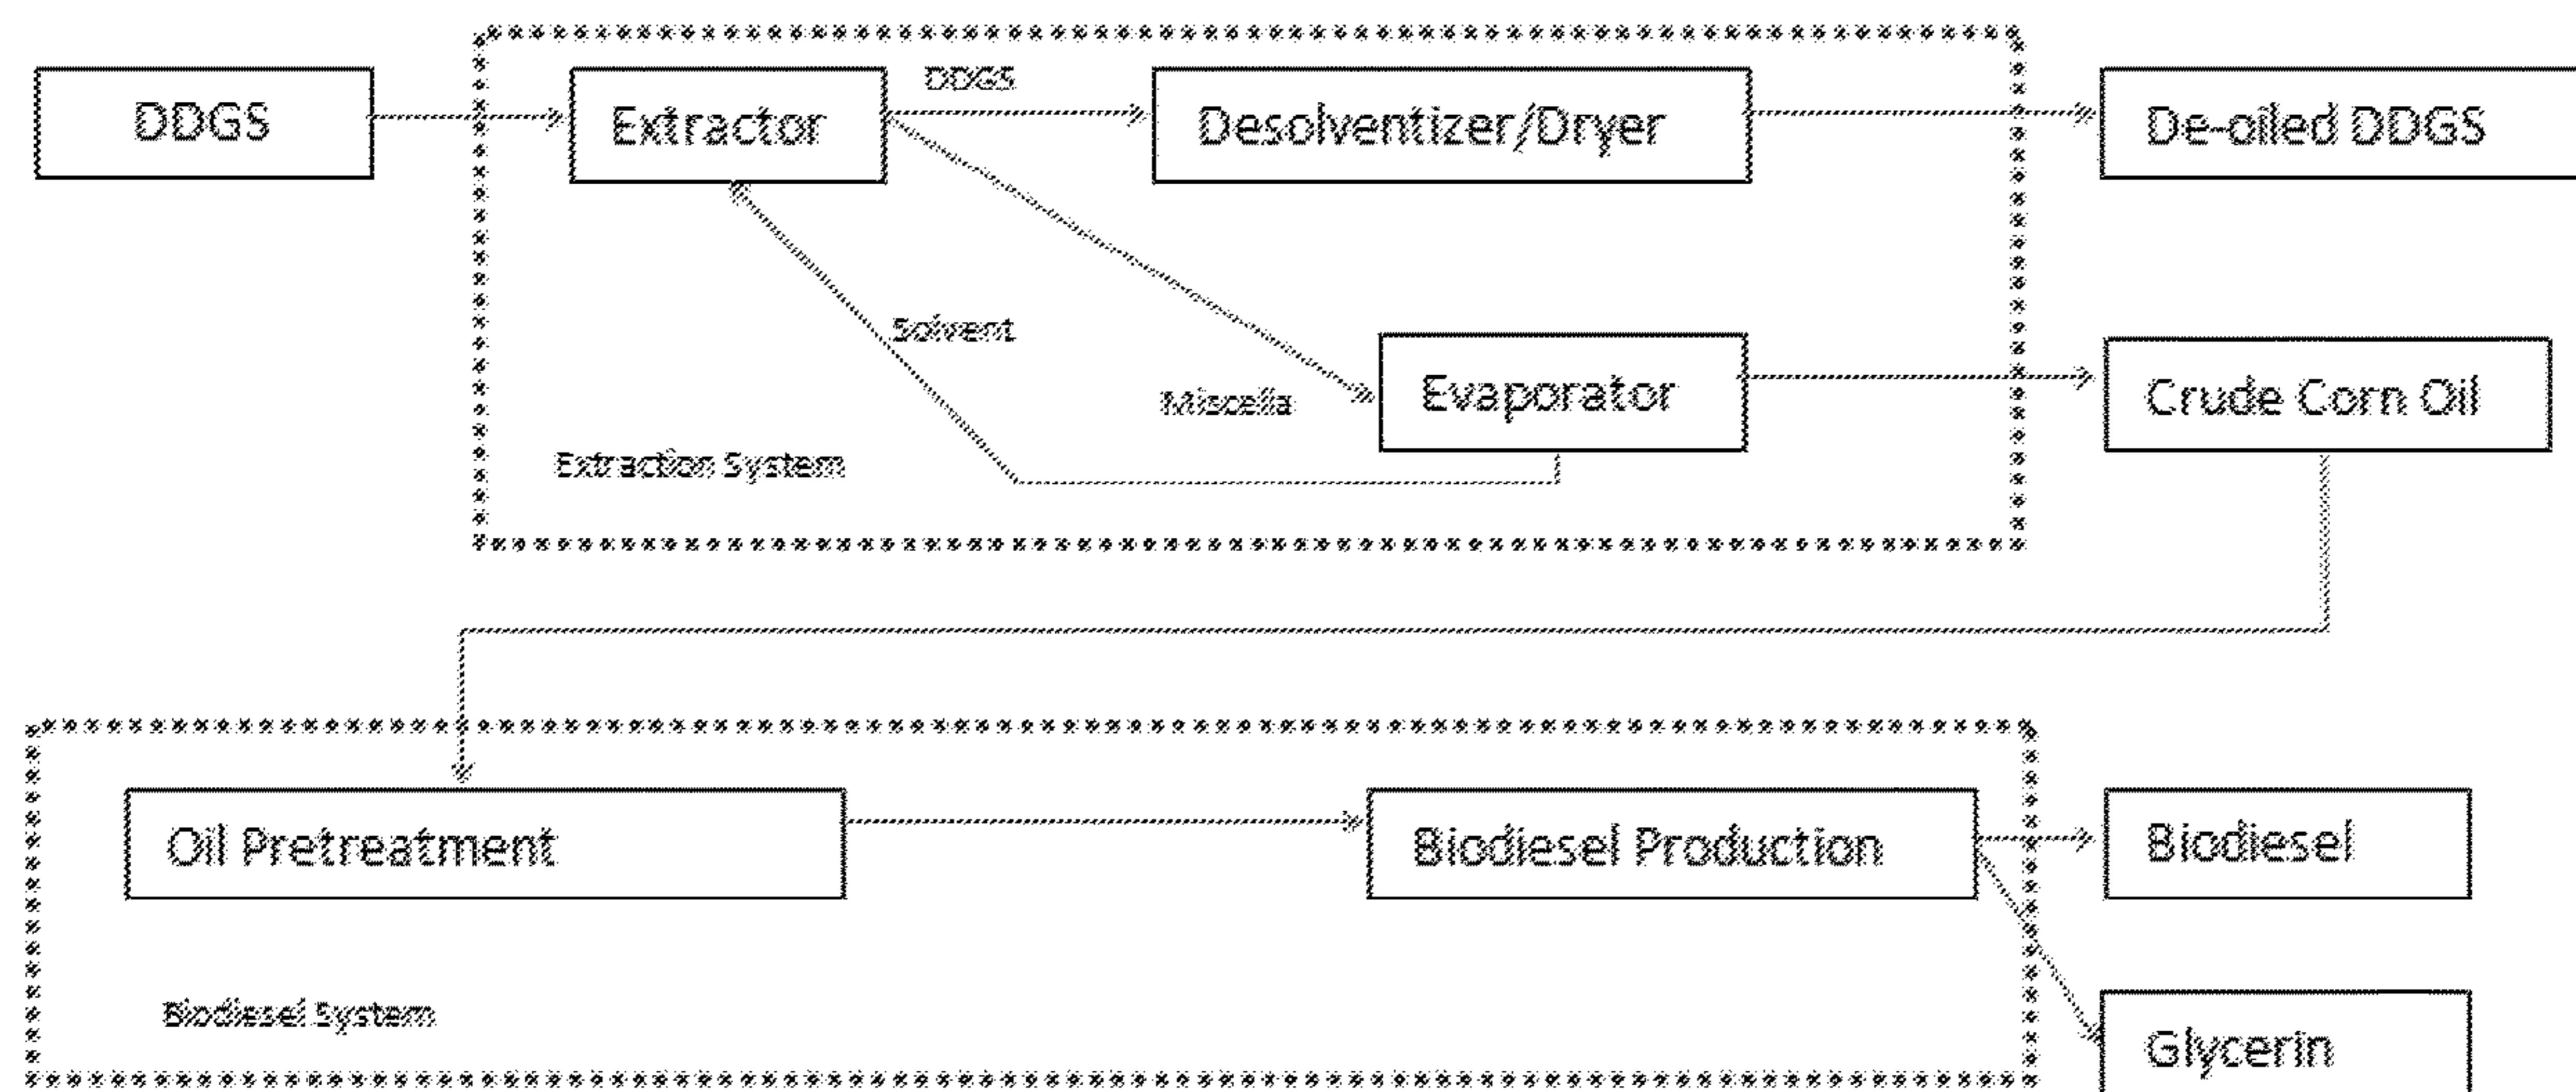 DDGS
Extractor
DDGS
Desolventizer/Dryer
De-oiled DDGS
Solvent
Miscella
Evaporator
Crude Corn Oil
Extraction System
Oil Pretreatment
Biodiesel Production
Biodiesel
Biodiesel System
Glycerin